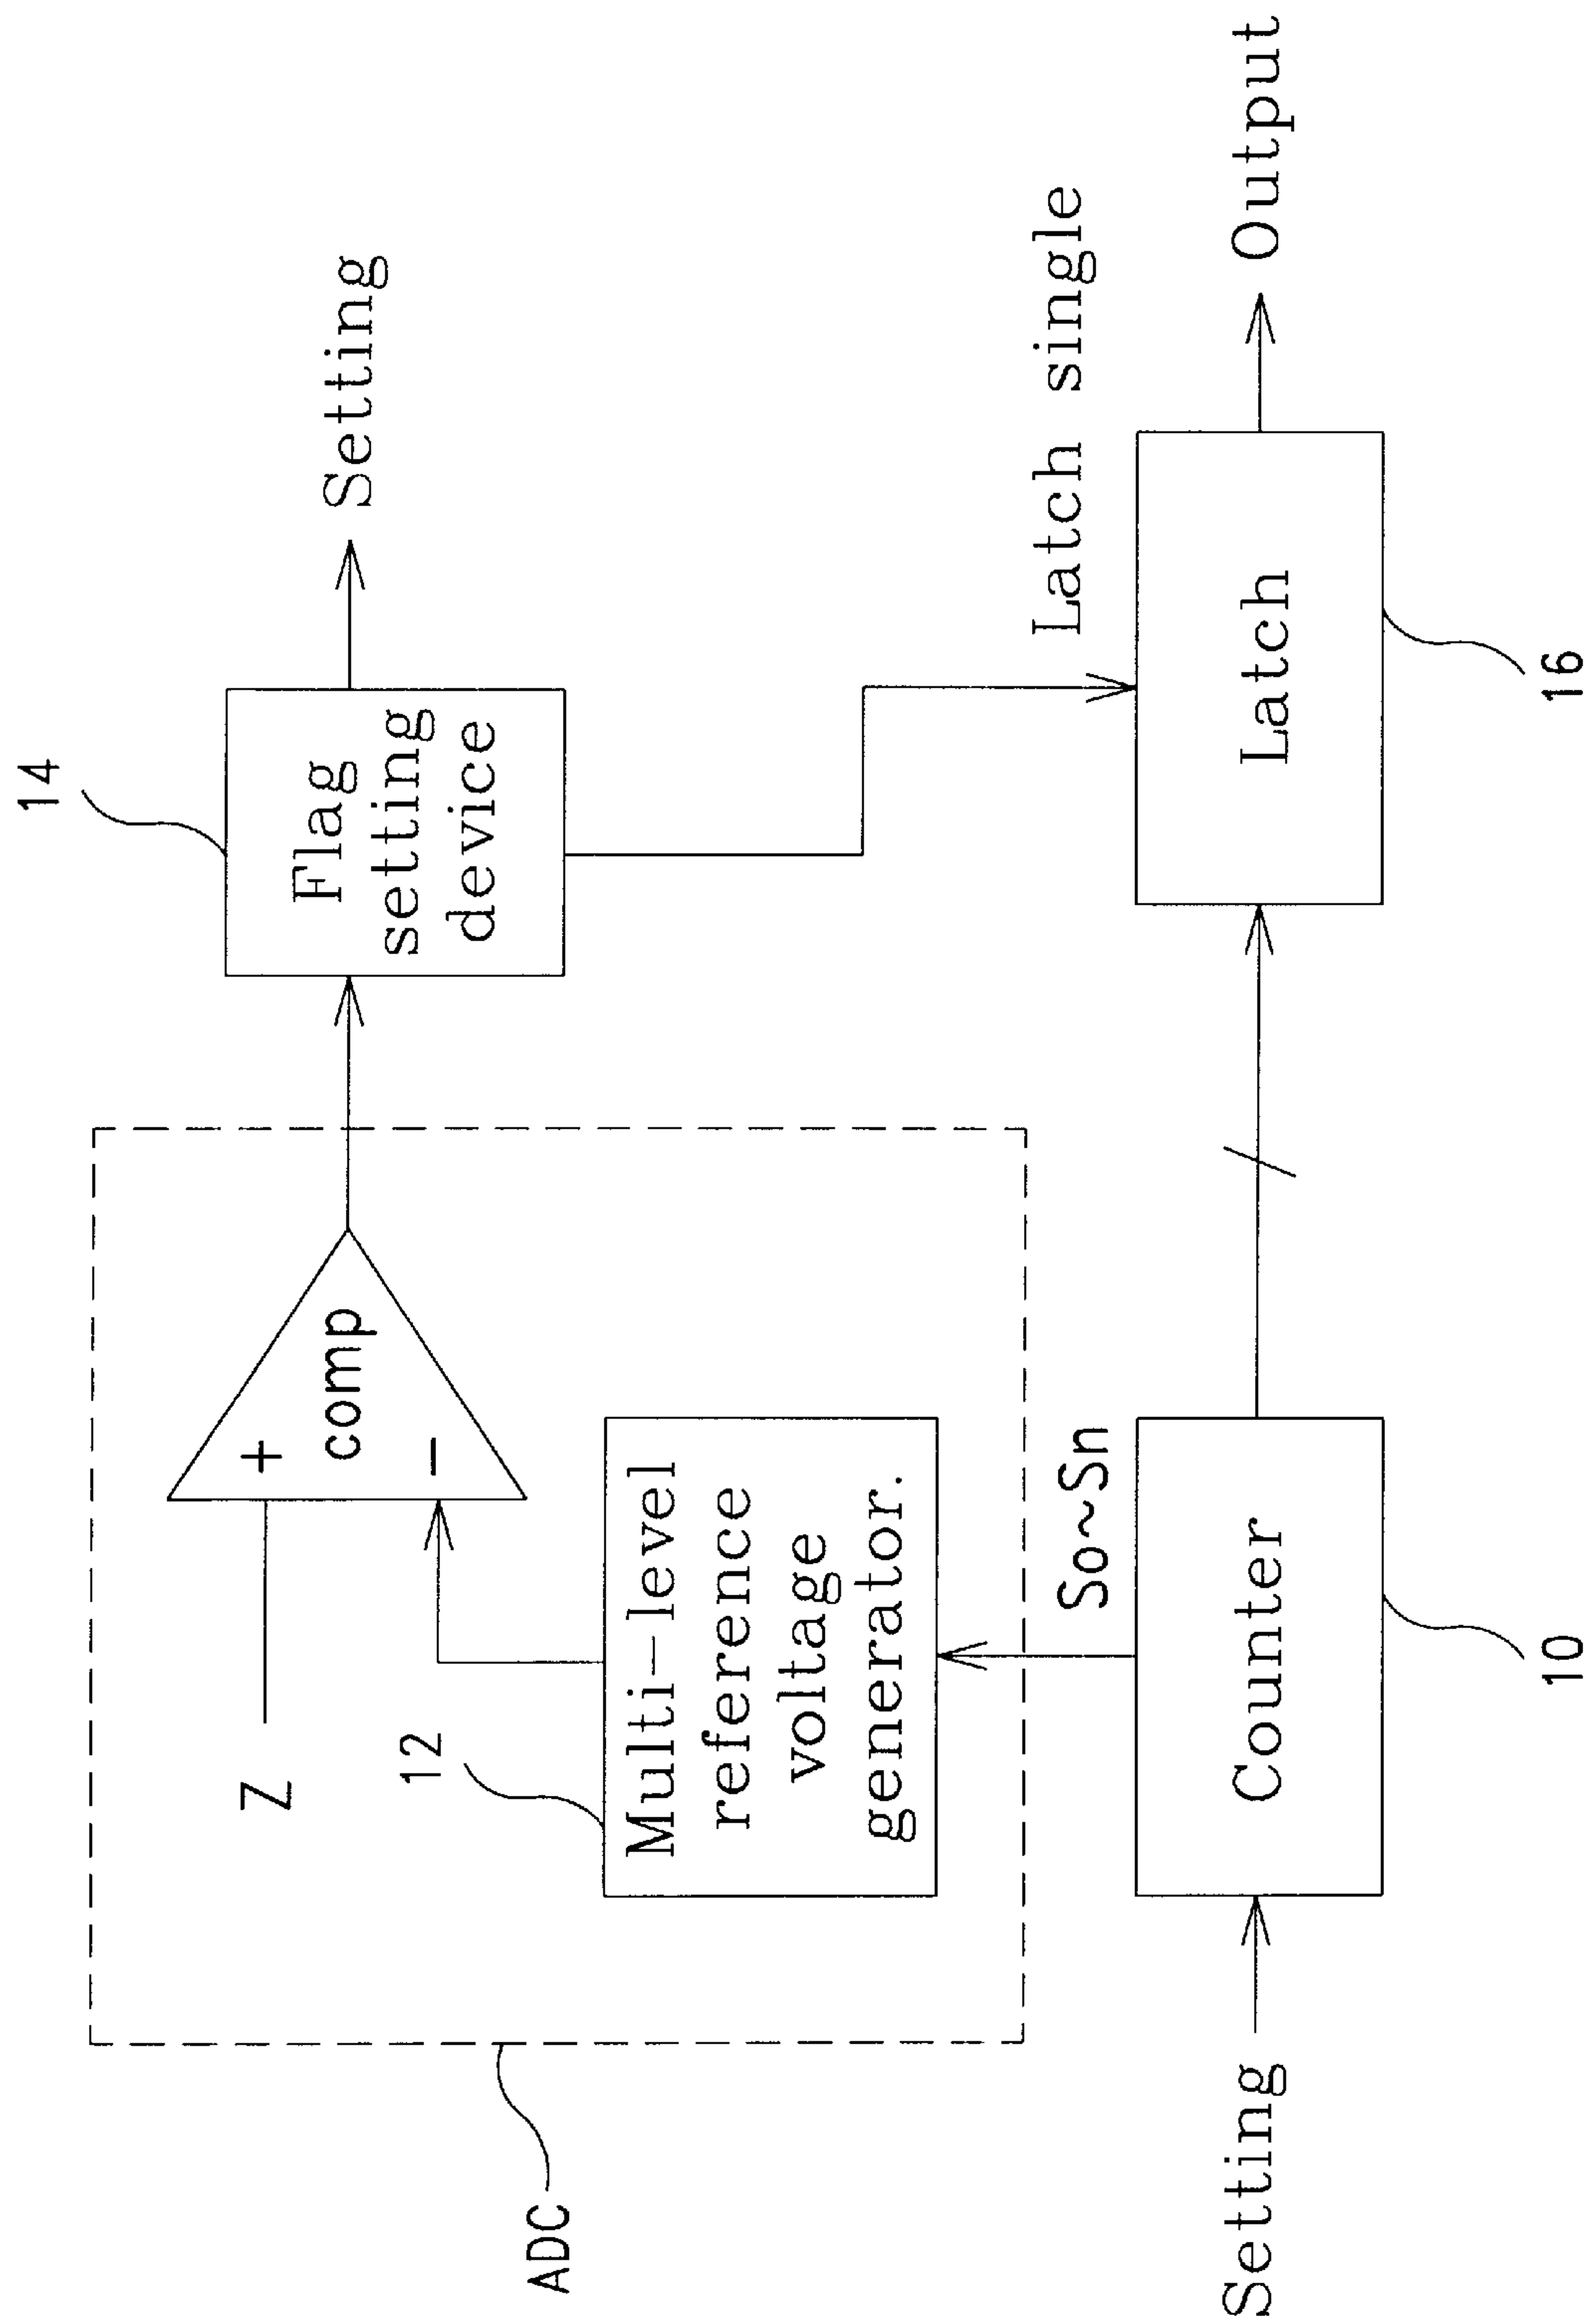 14
Flag
setting
device
Setting
Z
+
comp
−
12
Multi-level
reference
voltage
generator.
ADC
So~Sn
Latch single
Setting
Counter
10
Latch
16
Output